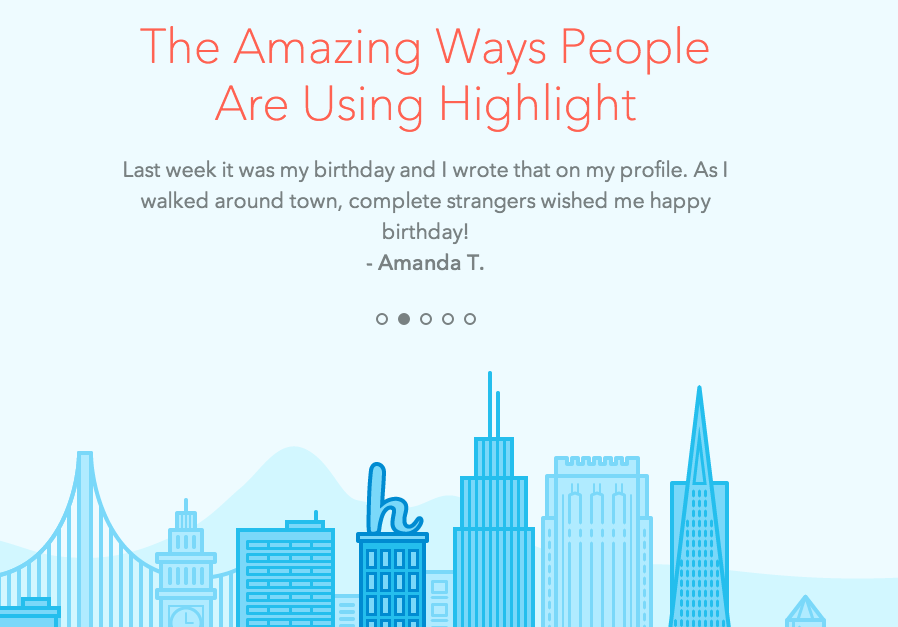 The Amazing Ways People
Are Using Highlight
Last week it was my birthday and I wrote that on my profile. As I
walked around town, complete strangers wished me happy
birthday!
- Amanda T.
h